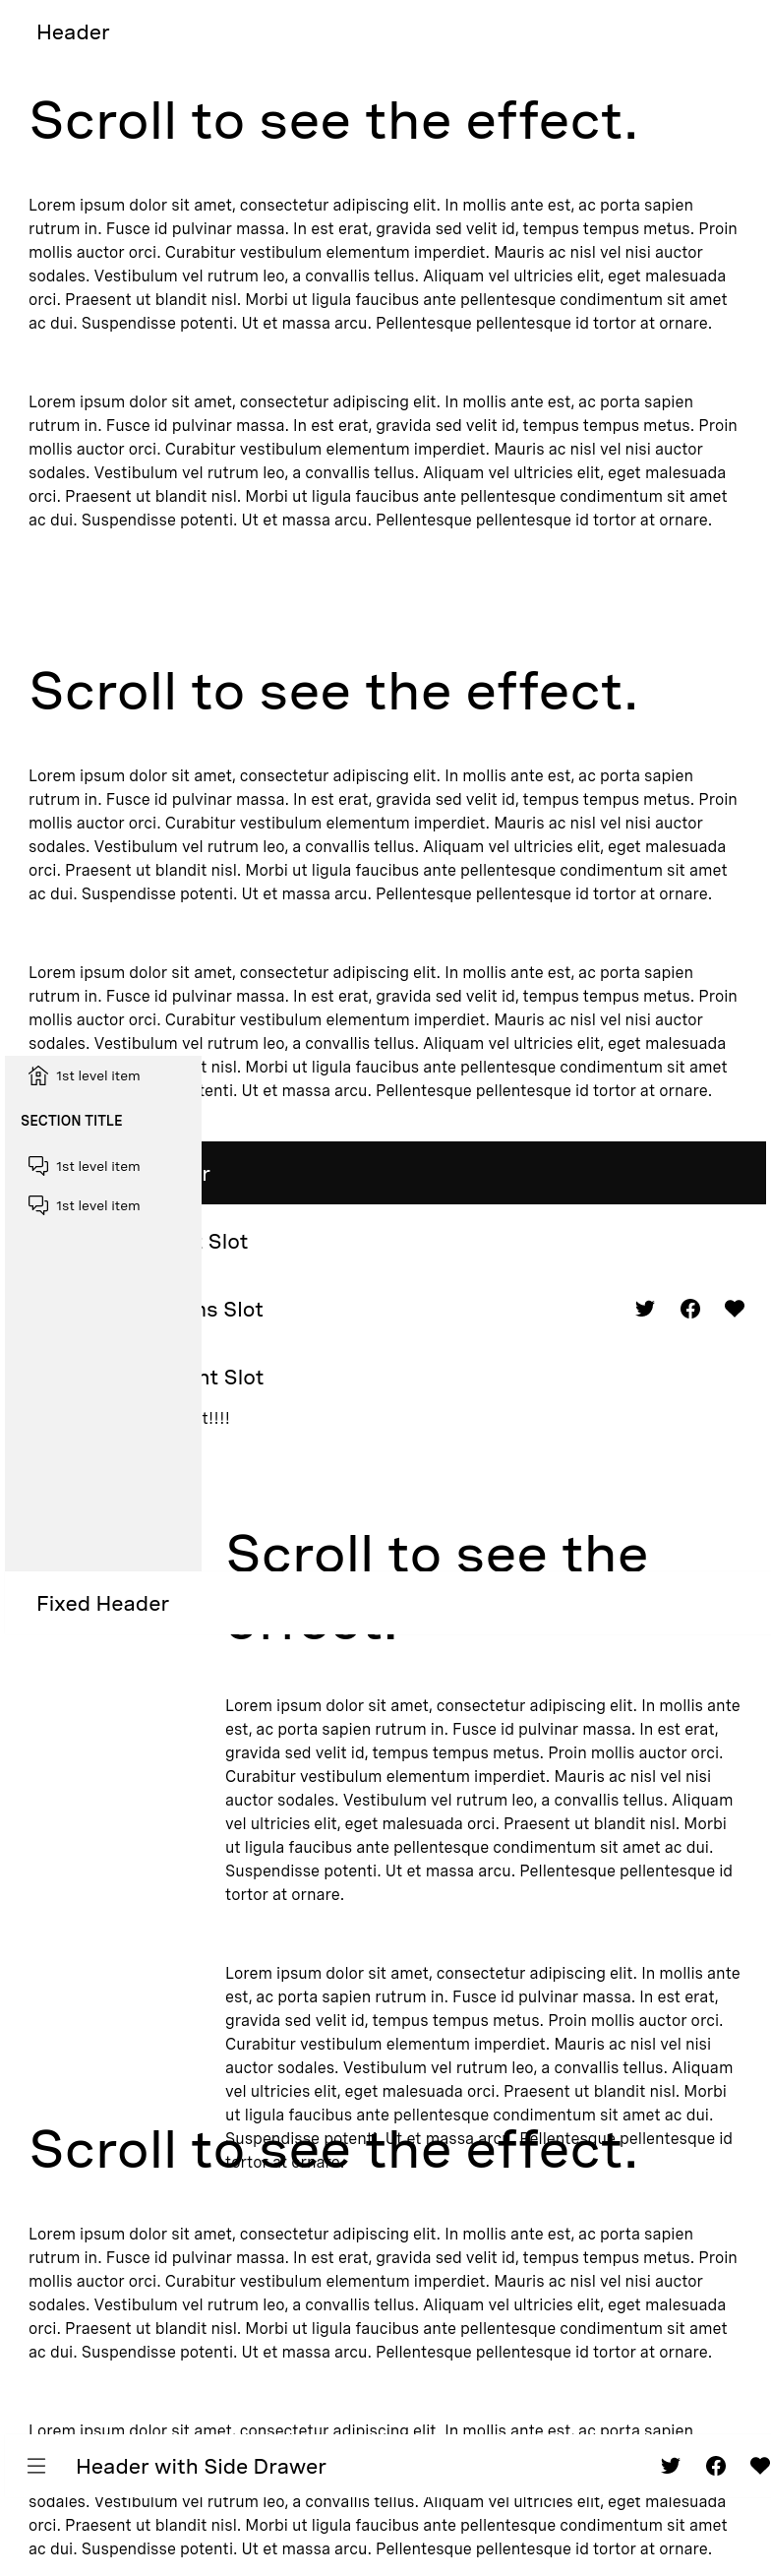 Header
Scroll to see the effect.
Lorem ipsum dolor sit amet, consectetur adipiscing elit. In mollis ante est, ac porta sapien
rutrum in. Fusce id pulvinar massa. In est erat, gravida sed velit id, tempus tempus metus. Proin
mollis auctor orci. Curabitur vestibulum elementum imperdiet. Mauris ac nisl vel nisi auctor
sodales. Vestibulum vel rutrum leo, a convallis tellus. Aliquam vel ultricies elit, eget malesuada
orci. Praesent ut blandit nisl. Morbi ut ligula faucibus ante pellentesque condimentum sit amet
ac dui. Suspendisse potenti. Ut et massa arcu. Pellentesque pellentesque id tortor at ornare.
Lorem ipsum dolor sit amet, consectetur adipiscing elit. In mollis ante est, ac porta sapien
rutrum in. Fusce id pulvinar massa. In est erat, gravida sed velit id, tempus tempus metus. Proin
mollis auctor orci. Curabitur vestibulum elementum imperdiet. Mauris ac nisl vel nisi auctor
sodales. Vestibulum vel rutrum leo, a convallis tellus. Aliquam vel ultricies elit, eget malesuada
orci. Praesent ut blandit nisl. Morbi ut ligula faucibus ante pellentesque condimentum sit amet
ac dui. Suspendisse potenti. Ut et massa arcu. Pellentesque pellentesque id tortor at ornare.
Scroll to see the effect.
Lorem ipsum dolor sit amet, consectetur adipiscing elit. In mollis ante est, ac porta sapien
rutrum in. Fusce id pulvinar massa. In est erat, gravida sed velit id, tempus tempus metus. Proin
mollis auctor orci. Curabitur vestibulum elementum imperdiet. Mauris ac nisl vel nisi auctor
sodales. Vestibulum vel rutrum leo, a convallis tellus. Aliquam vel ultricies elit, eget malesuada
orci. Praesent ut blandit nisl. Morbi ut ligula faucibus ante pellentesque condimentum sit amet
ac dui. Suspendisse potenti. Ut et massa arcu. Pellentesque pellentesque id tortor at ornare.
Lorem ipsum dolor sit amet, consectetur adipiscing elit. In mollis ante est, ac porta sapien
rutrum in. Fusce id pulvinar massa. In est erat, gravida sed velit id, tempus tempus metus. Proin
mollis auctor orci. Curabitur vestibulum elementum imperdiet. Mauris ac nisl vel nisi auctor
sodales. Vestibulum vel rutrum leo, a convallis tellus. Aliquam vel ultricies elit, eget malesuada
nisl. Morbi ut ligula faucibus ante pellentesque condimentum sit amet
Ut et massa arcu. Pellentesque pellentesque id tortor at ornare.
1st level item
SECTION TITLE
1st level item
1st level item
Slot
Slot
Slot
Scroll to see the
Fixed Header
Lorem ipsum dolor sit amet, consectetur adipiscing elit. In mollis ante
est, ac porta sapien rutrum in. Fusce id pulvinar massa. In est erat,
gravida sed velit id, tempus tempus metus. Proin mollis auctor orci.
Curabitur vestibulum elementum imperdiet. Mauris ac nisl vel nisi
auctor sodales. Vestibulum vel rutrum leo, a convallis tellus. Aliquam
vel ultricies elit, eget malesuada orci. Praesent ut blandit nisl. Morbi
ut ligula faucibus ante pellentesque condimentum sit amet ac dui.
Suspendisse potenti. Ut et massa arcu. Pellentesque pellentesque id
tortor at ornare.
Lorem ipsum dolor sit amet, consectetur adipiscing elit. In mollis ante
est, ac porta sapien rutrum in. Fusce id pulvinar massa. In est erat,
gravida sed velit id, tempus tempus metus. Proin mollis auctor orci.
Curabitur vestibulum elementum imperdiet. Mauris ac nisl vel nisi
auctor sodales. Vestibulum vel rutrum leo, a convallis tellus. Aliquam
vel ultricies elit, eget malesuada orci. Praesent ut blandit nisl. Morbi
ut ligula faucibus ante pellentesque condimentum sit amet ac dui.
Suspendisse potenti. Ut et massa arcu. Pellentesque pellentesque id
tortor at ornare.
Scroll to see the effect.
Lorem ipsum dolor sit amet, consectetur adipiscing elit. In mollis ante est, ac porta sapien
rutrum in. Fusce id pulvinar massa. In est erat, gravida sed velit id, tempus tempus metus. Proin
mollis auctor orci. Curabitur vestibulum elementum imperdiet. Mauris ac nisl vel nisi auctor
sodales. Vestibulum vel rutrum leo, a convallis tellus. Aliquam vel ultricies elit, eget malesuada
orci. Praesent ut blandit nisl. Morbi ut ligula faucibus ante pellentesque condimentum sit amet
ac dui. Suspendisse potenti. Ut et massa arcu. Pellentesque pellentesque id tortor at ornare.
Lorem ipsum dolor sit amet, consectetur adipiscing elit. In mollis ante est, ac porta sapien
Header with Side Drawer
sodales. Vestibulum vel rutrum leo, a convallis tellus. Aliquam vel ultricies elit, eget malesuada
orci. Praesent ut blandit nisl. Morbi ut ligula faucibus ante pellentesque condimentum sit amet
ac dui. Suspendisse potenti. Ut et massa arcu. Pellentesque pellentesque id tortor at ornare.